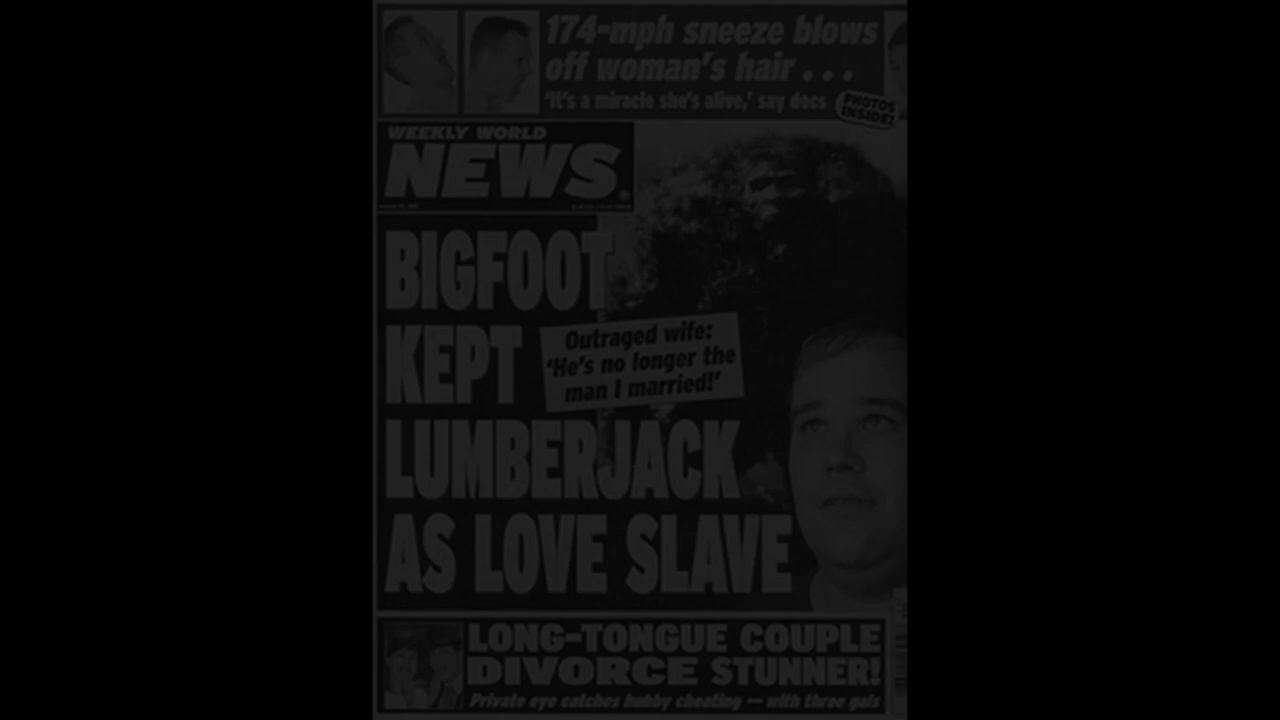 174-mph sneeze blows
off woman's hair . . .
'It's a miracle she's alive,' say docs
PHOTOS
INSIDE!
WEEKLY WORLD
NEWS
BIGFOOT
KEPT
Outraged wife:
'He's no longer the
man I married!'
LUMBERJACK
AS LOVE SLAVE
LONG-TONGUE COUPLE
DIVORCE STUNNER!
Private eye catches hubby cheating — with three gals